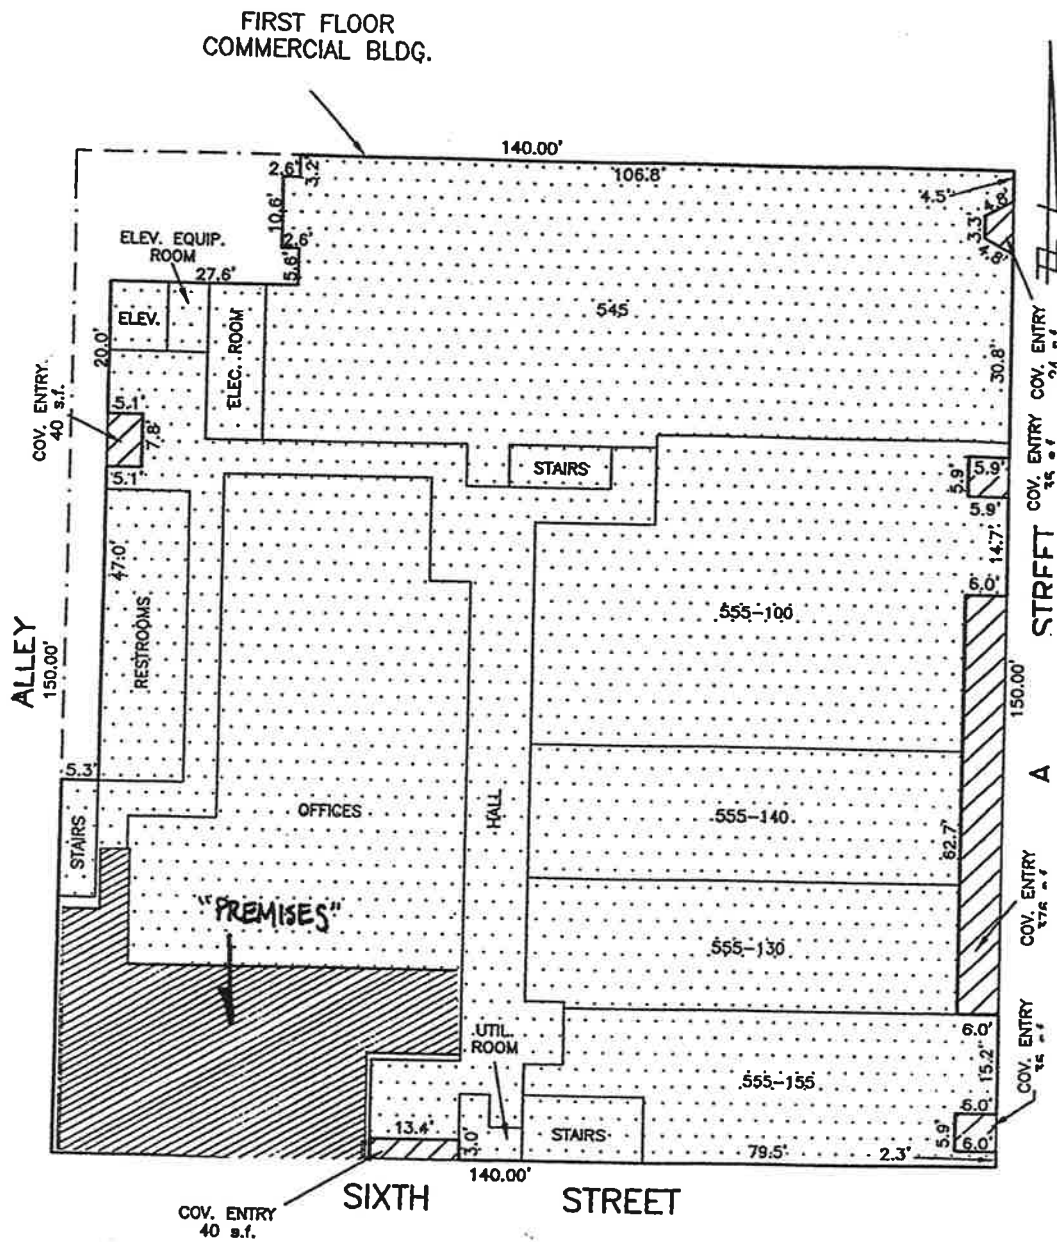 FIRST FLOOR
COMMERCIAL BLDG.
140.00'
106.8'
2.6'
3.2'
10.6'
2.6'
5.6'
4.5'
4.8'
3.3'
4.8'
ELEV. EQUIP.
ROOM
27.6'
ELEV.
ELEC. ROOM
545
30.8'
20.0'
COV. ENTRY
COV. ENTRY
40 s.f.
5.1'
7.8'
5.1'
STAIRS
5.9'
5.9'
5.9'
COV. ENTRY
14.7'
47.0'
RESTROOMS
555-100
6.0'
STREET
ALLEY
150.00'
150.00'
A
5.3'
STAIRS
OFFICES
HALL
555-140
62.7'
COV. ENTRY
"PREMISES"
555-130
UTIL.
ROOM
6.0'
15.2'
COV. ENTRY
555-155
6.0'
5.9'
6.0'
13.4'
3.0'
STAIRS
79.5'
2.3'
140.00'
SIXTH STREET
COV. ENTRY
40 s.f.